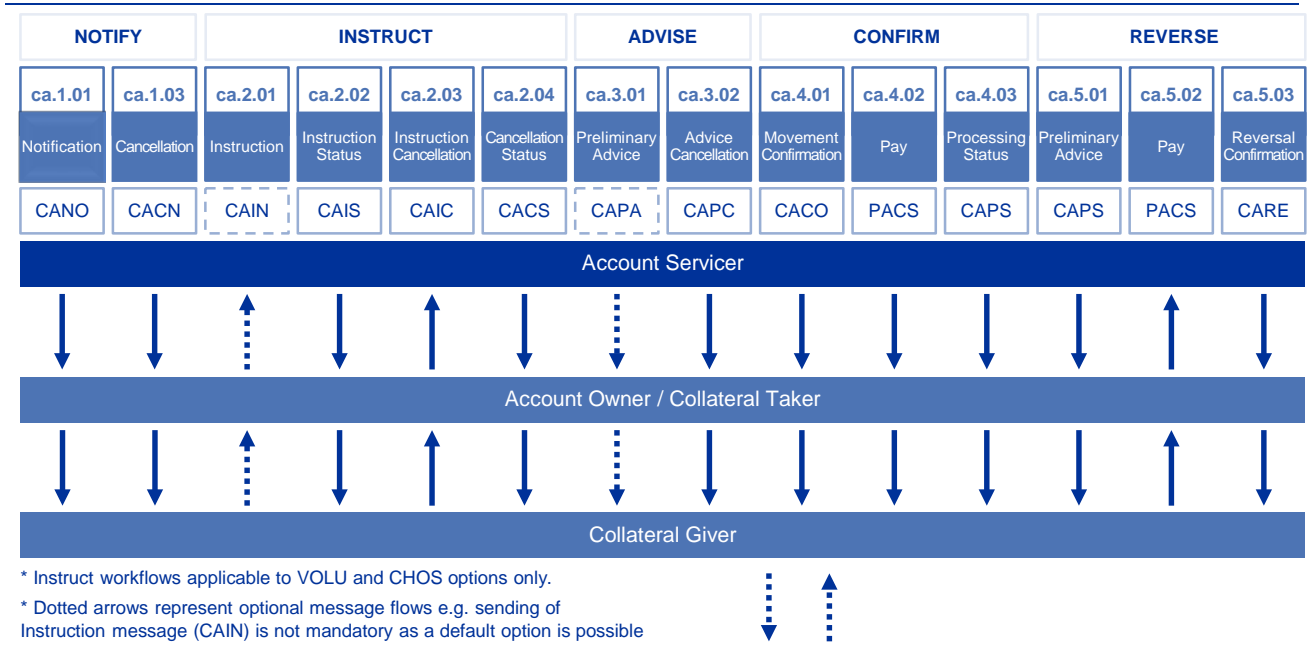 NOTIFY INSTRUCT ADVISE CONFIRM REVERSE
ca.1.01 ca.1.03 ca.2.01 ca.2.02 ca.2.03 ca.2.04 ca.3.01 ca.3.02 ca.4.01 ca.4.02 ca.4.03 ca.5.01 ca.5.02 ca.5.03
Notification
Cancellation
Instruction
Instruction
Status
Instruction
Cancellation
Cancellation
Status
Preliminary
Advice
Advice
Cancellation
Movement
Confirmation
Pay
Processing
Status
Preliminary
Advice
Pay
Reversal
Confirmation
CANO CACN CAIN CAIS CAIC CACS CAPA CAPC CACO PACS CAPS CAPS PACS CARE
Account Servicer
Account Owner / Collateral Taker
Collateral Giver
* Instruct workflows applicable to VOLU and CHOS options only.
* Dotted arrows represent optional message flows e.g. sending of
Instruction message (CAIN) is not mandatory as a default option is possible